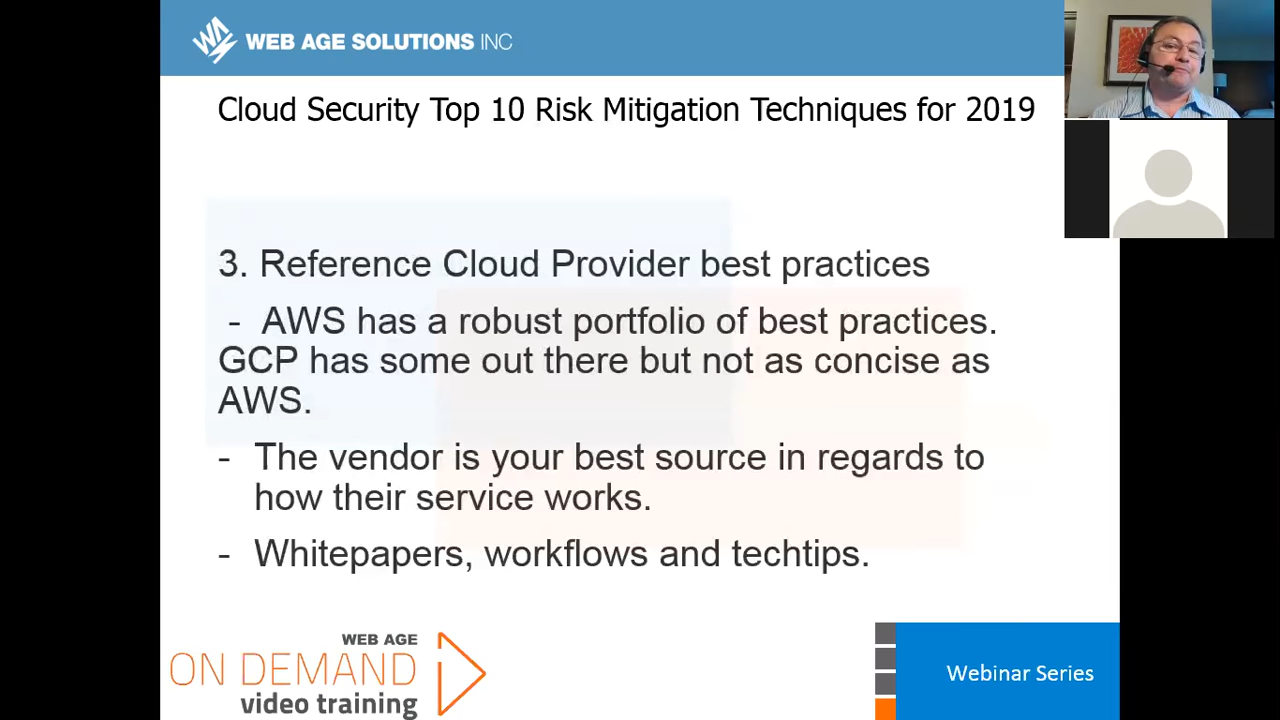 WEB AGE SOLUTIONS INC
Cloud Security Top 10 Risk Mitigation Techniques for 2019
3. Reference Cloud Provider best practices
- AWS has a robust portfolio of best practices.
GCP has some out there but not as concise as
AWS.
- The vendor is your best source in regards to
how their service works.
- Whitepapers, workflows and techtips.
WEB AGE
ON DEMAND
video training
Webinar Series